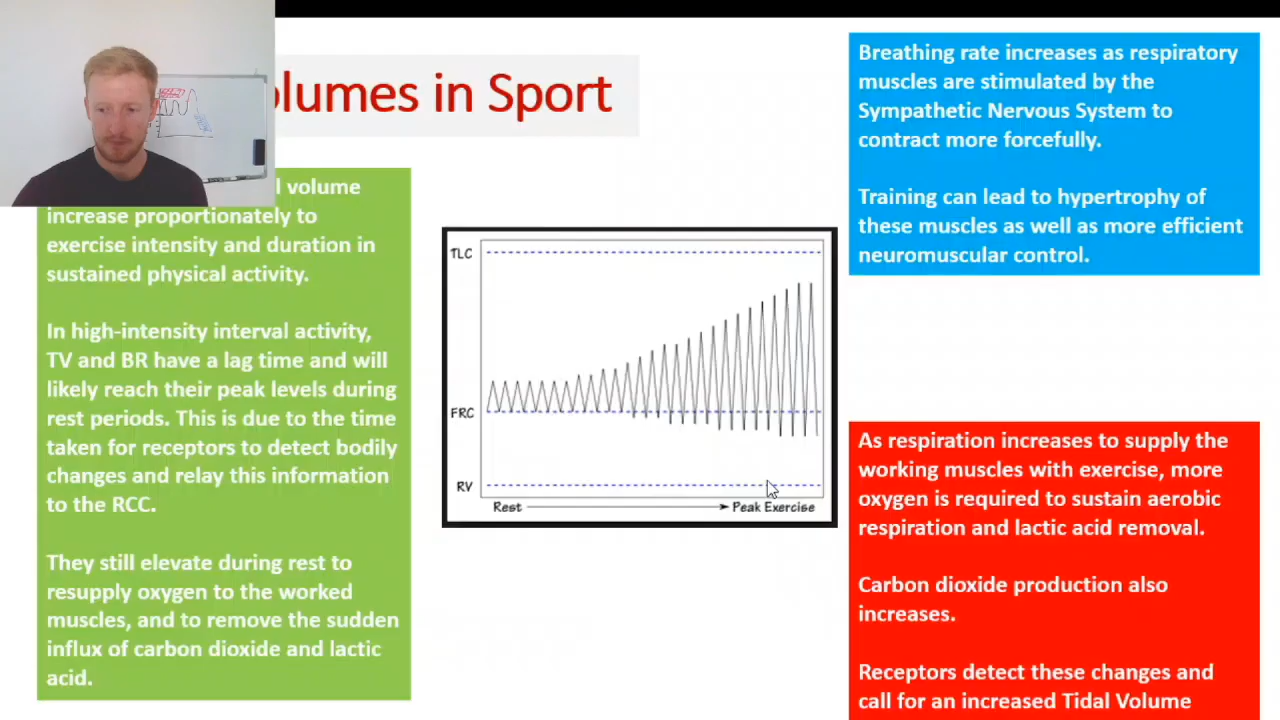 olumes in Sport
l volume
increase proportionately to
exercise intensity and duration in
sustained physical activity.
In high-intensity interval activity,
TV and BR have a lag time and will
likely reach their peak levels during
rest periods. This is due to the time
taken for receptors to detect bodily
changes and relay this information
to the RCC.
They still elevate during rest to
resupply oxygen to the worked
muscles, and to remove the sudden
influx of carbon dioxide and lactic
acid.
TLC
FRC
RV
Rest
Peak Exercise
Breathing rate increases as respiratory
muscles are stimulated by the
Sympathetic Nervous System to
contract more forcefully.
Training can lead to hypertrophy of
these muscles as well as more efficient
neuromuscular control.
As respiration increases to supply the
working muscles with exercise, more
oxygen is required to sustain aerobic
respiration and lactic acid removal.
Carbon dioxide production also
increases.
Receptors detect these changes and
call for an increased Tidal Volume